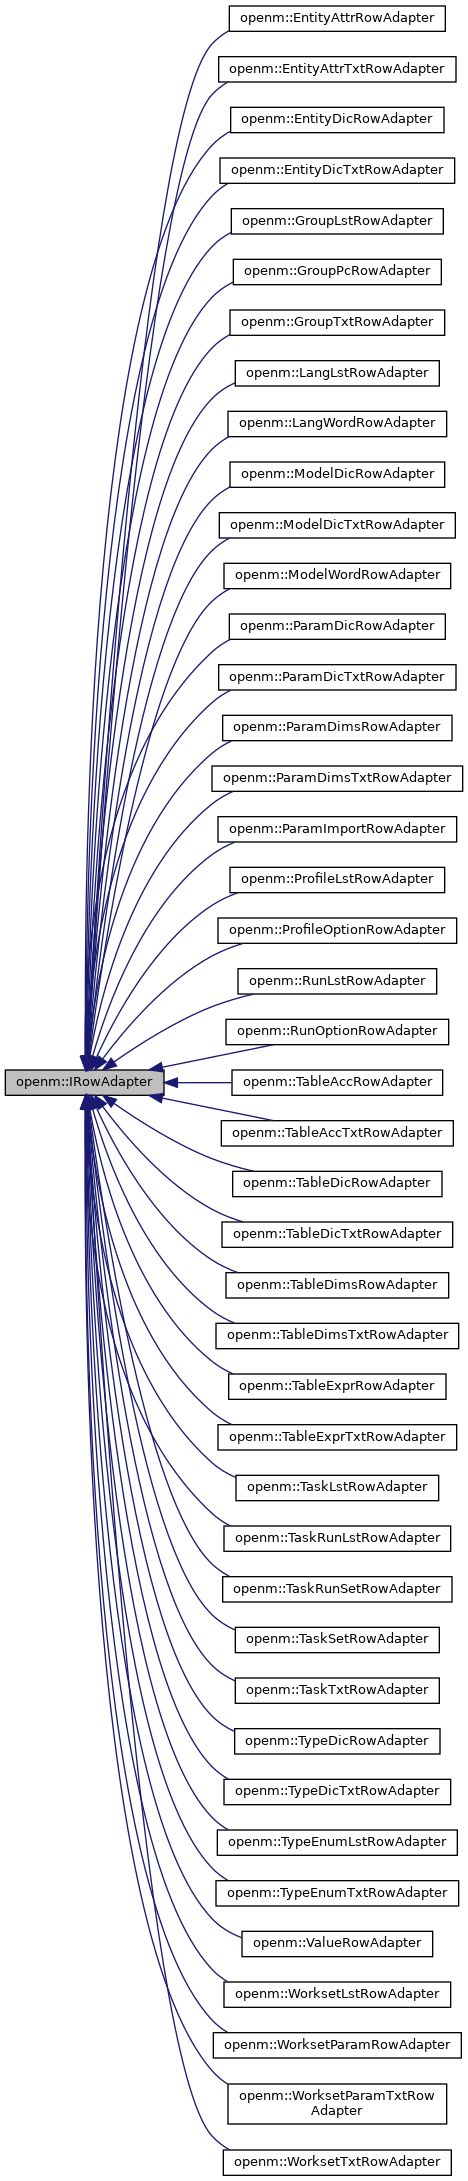 openm::EntityAttrRowAdapter
openm::EntityAttrTxtRowAdapter
openm::EntityDicRowAdapter
openm::EntityDicTxtRowAdapter
openm::GroupLstRowAdapter
openm::GroupPcRowAdapter
openm::GroupTxtRowAdapter
openm::LangLstRowAdapter
openm::LangWordRowAdapter
openm::ModelDicRowAdapter
openm::ModelDicTxtRowAdapter
openm::ModelWordRowAdapter
openm::ParamDicRowAdapter
openm::ParamDicTxtRowAdapter
openm::ParamDimsRowAdapter
openm::ParamDimsTxtRowAdapter
openm::ParamImportRowAdapter
openm::ProfileLstRowAdapter
openm::ProfileOptionRowAdapter
openm::RunLstRowAdapter
openm::RunOptionRowAdapter
openm::IRowAdapter
openm::TableAccRowAdapter
openm::TableAccTxtRowAdapter
openm::TableDicRowAdapter
openm::TableDicTxtRowAdapter
openm::TableDimsRowAdapter
openm::TableDimsTxtRowAdapter
openm::TableExprRowAdapter
openm::TableExprTxtRowAdapter
openm::TaskLstRowAdapter
openm::TaskRunLstRowAdapter
openm::TaskRunSetRowAdapter
openm::TaskSetRowAdapter
openm::TaskTxtRowAdapter
openm::TypeDicRowAdapter
openm::TypeDicTxtRowAdapter
openm::TypeEnumLstRowAdapter
openm::TypeEnumTxtRowAdapter
openm::ValueRowAdapter
openm::WorksetLstRowAdapter
openm::WorksetParamRowAdapter
openm::WorksetParamTxtRow
Adapter
openm::WorksetTxtRowAdapter